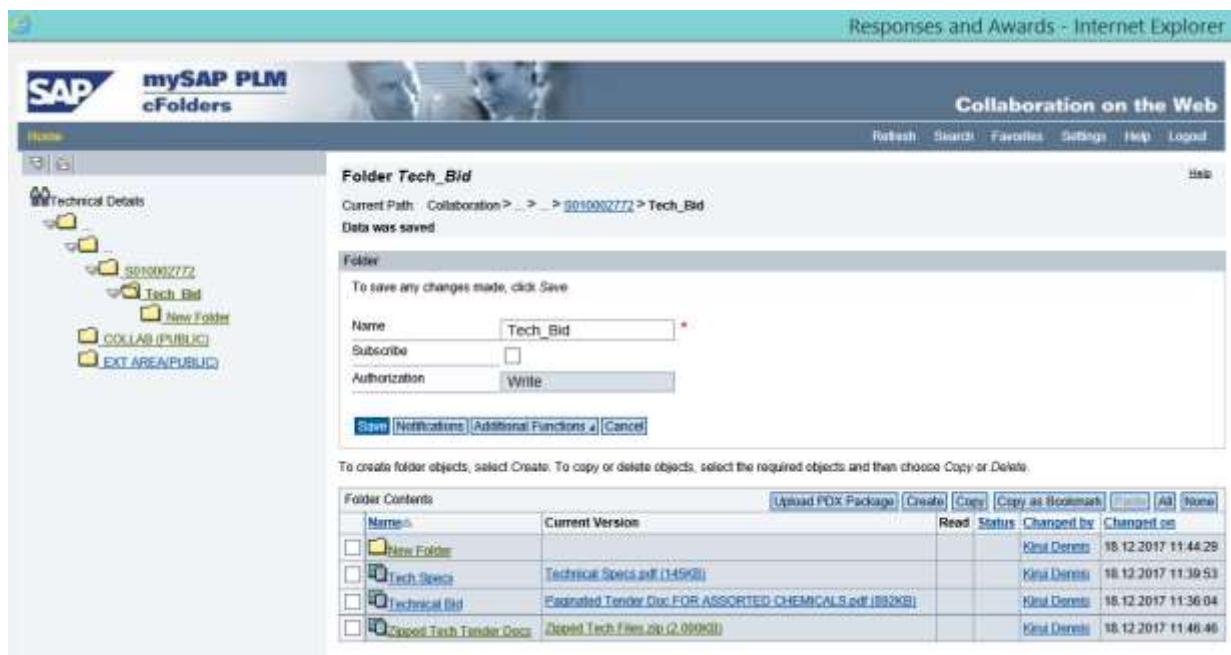 Responses and Awards - Internet Explorer
SAP
mySAP PLM
cFolders
Collaboration on the Web
Home
Refresh Search Favorites Settings Help Logout
Technical Details
..
..
S010002772
Tech_Bid
New Folder
COLLAB (PUBLIC)
EXT AREA(PUBLIC)
Folder Tech_Bid
Help
Current Path Collaboration > ... > ... > S010002772 > Tech_Bid
Data was saved
Folder
To save any changes made, click Save
Name Tech_Bid *
Subscribe
Authorization Write
Save Notifications Additional Functions Cancel
To create folder objects, select Create. To copy or delete objects, select the required objects and then choose Copy or Delete.
Folder Contents Upload PDX Package Create Copy Copy as Bookmark Paste All None
Name Current Version Read Status Changed by Changed on
New Folder Kirui Dennis 18.12.2017 11:44:29
Tech Specs Technical Specs.pdf (145KB) Kirui Dennis 18.12.2017 11:39:53
Technical Bid Paginated Tender Doc FOR ASSORTED CHEMICALS.pdf (882KB) Kirui Dennis 18.12.2017 11:36:04
Zipped Tech Tender Docs Zipped Tech Files.zip (2.090KB) Kirui Dennis 18.12.2017 11:46:46